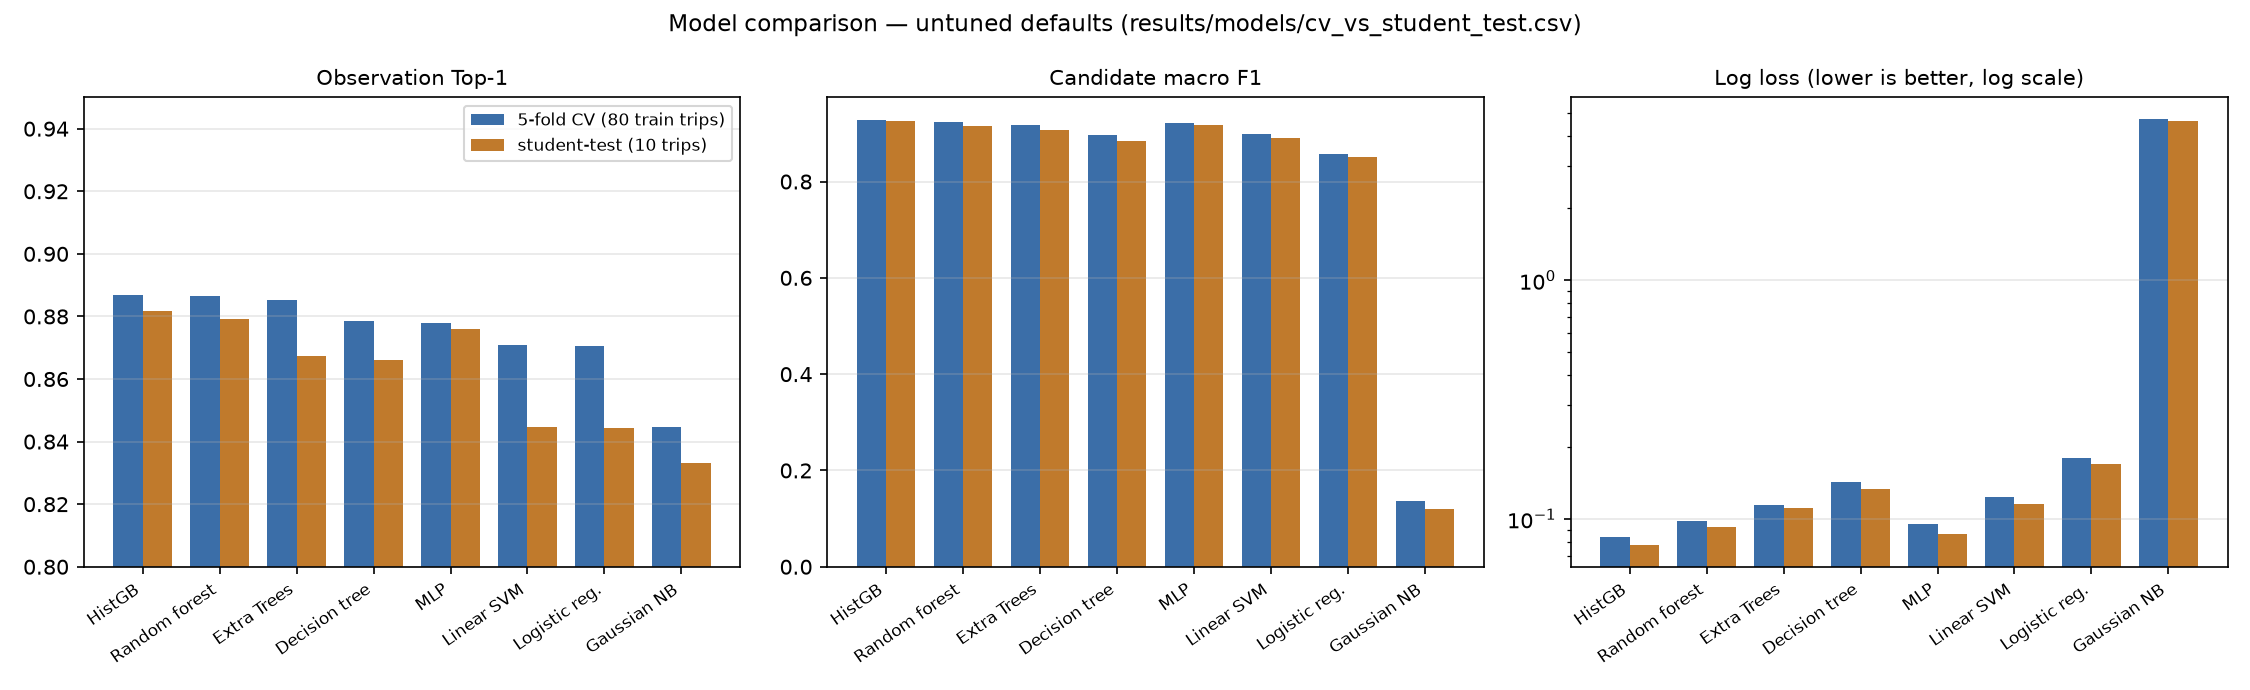 Model comparison — untuned defaults (results/models/cv_vs_student_test.csv)
Observation Top-1
5-fold CV (80 train trips)
student-test (10 trips)
0.94
0.92
0.90
0.88
0.86
0.84
0.82
0.80
HistGB
Random forest
Extra Trees
Decision tree
MLP
Linear SVM
Logistic reg.
Gaussian NB
Candidate macro F1
0.8
0.6
0.4
0.2
0.0
HistGB
Random forest
Extra Trees
Decision tree
MLP
Linear SVM
Logistic reg.
Gaussian NB
Log loss (lower is better, log scale)
10⁰
10⁻¹
HistGB
Random forest
Extra Trees
Decision tree
MLP
Linear SVM
Logistic reg.
Gaussian NB